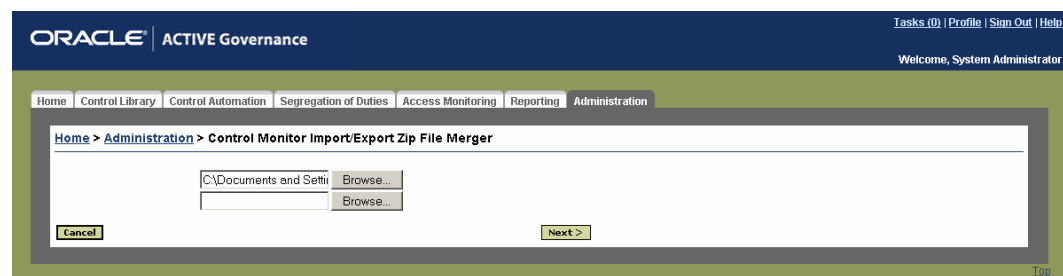 Tasks (0) | Profile | Sign Out | Help
ORACLE® | ACTIVE Governance
Welcome, System Administrator
Home Control Library Control Automation Segregation of Duties Access Monitoring Reporting Administration
Home > Administration > Control Monitor Import/Export Zip File Merger
C:\Documents and Settin Browse...
Browse...
Cancel Next >
Top